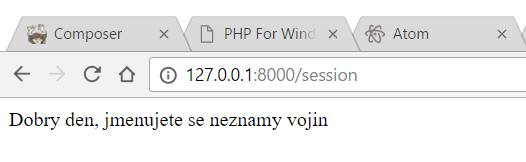 Composer
PHP For Wind
Atom
127.0.0.1:8000/session
Dobry den, jmenujete se neznamy vojin